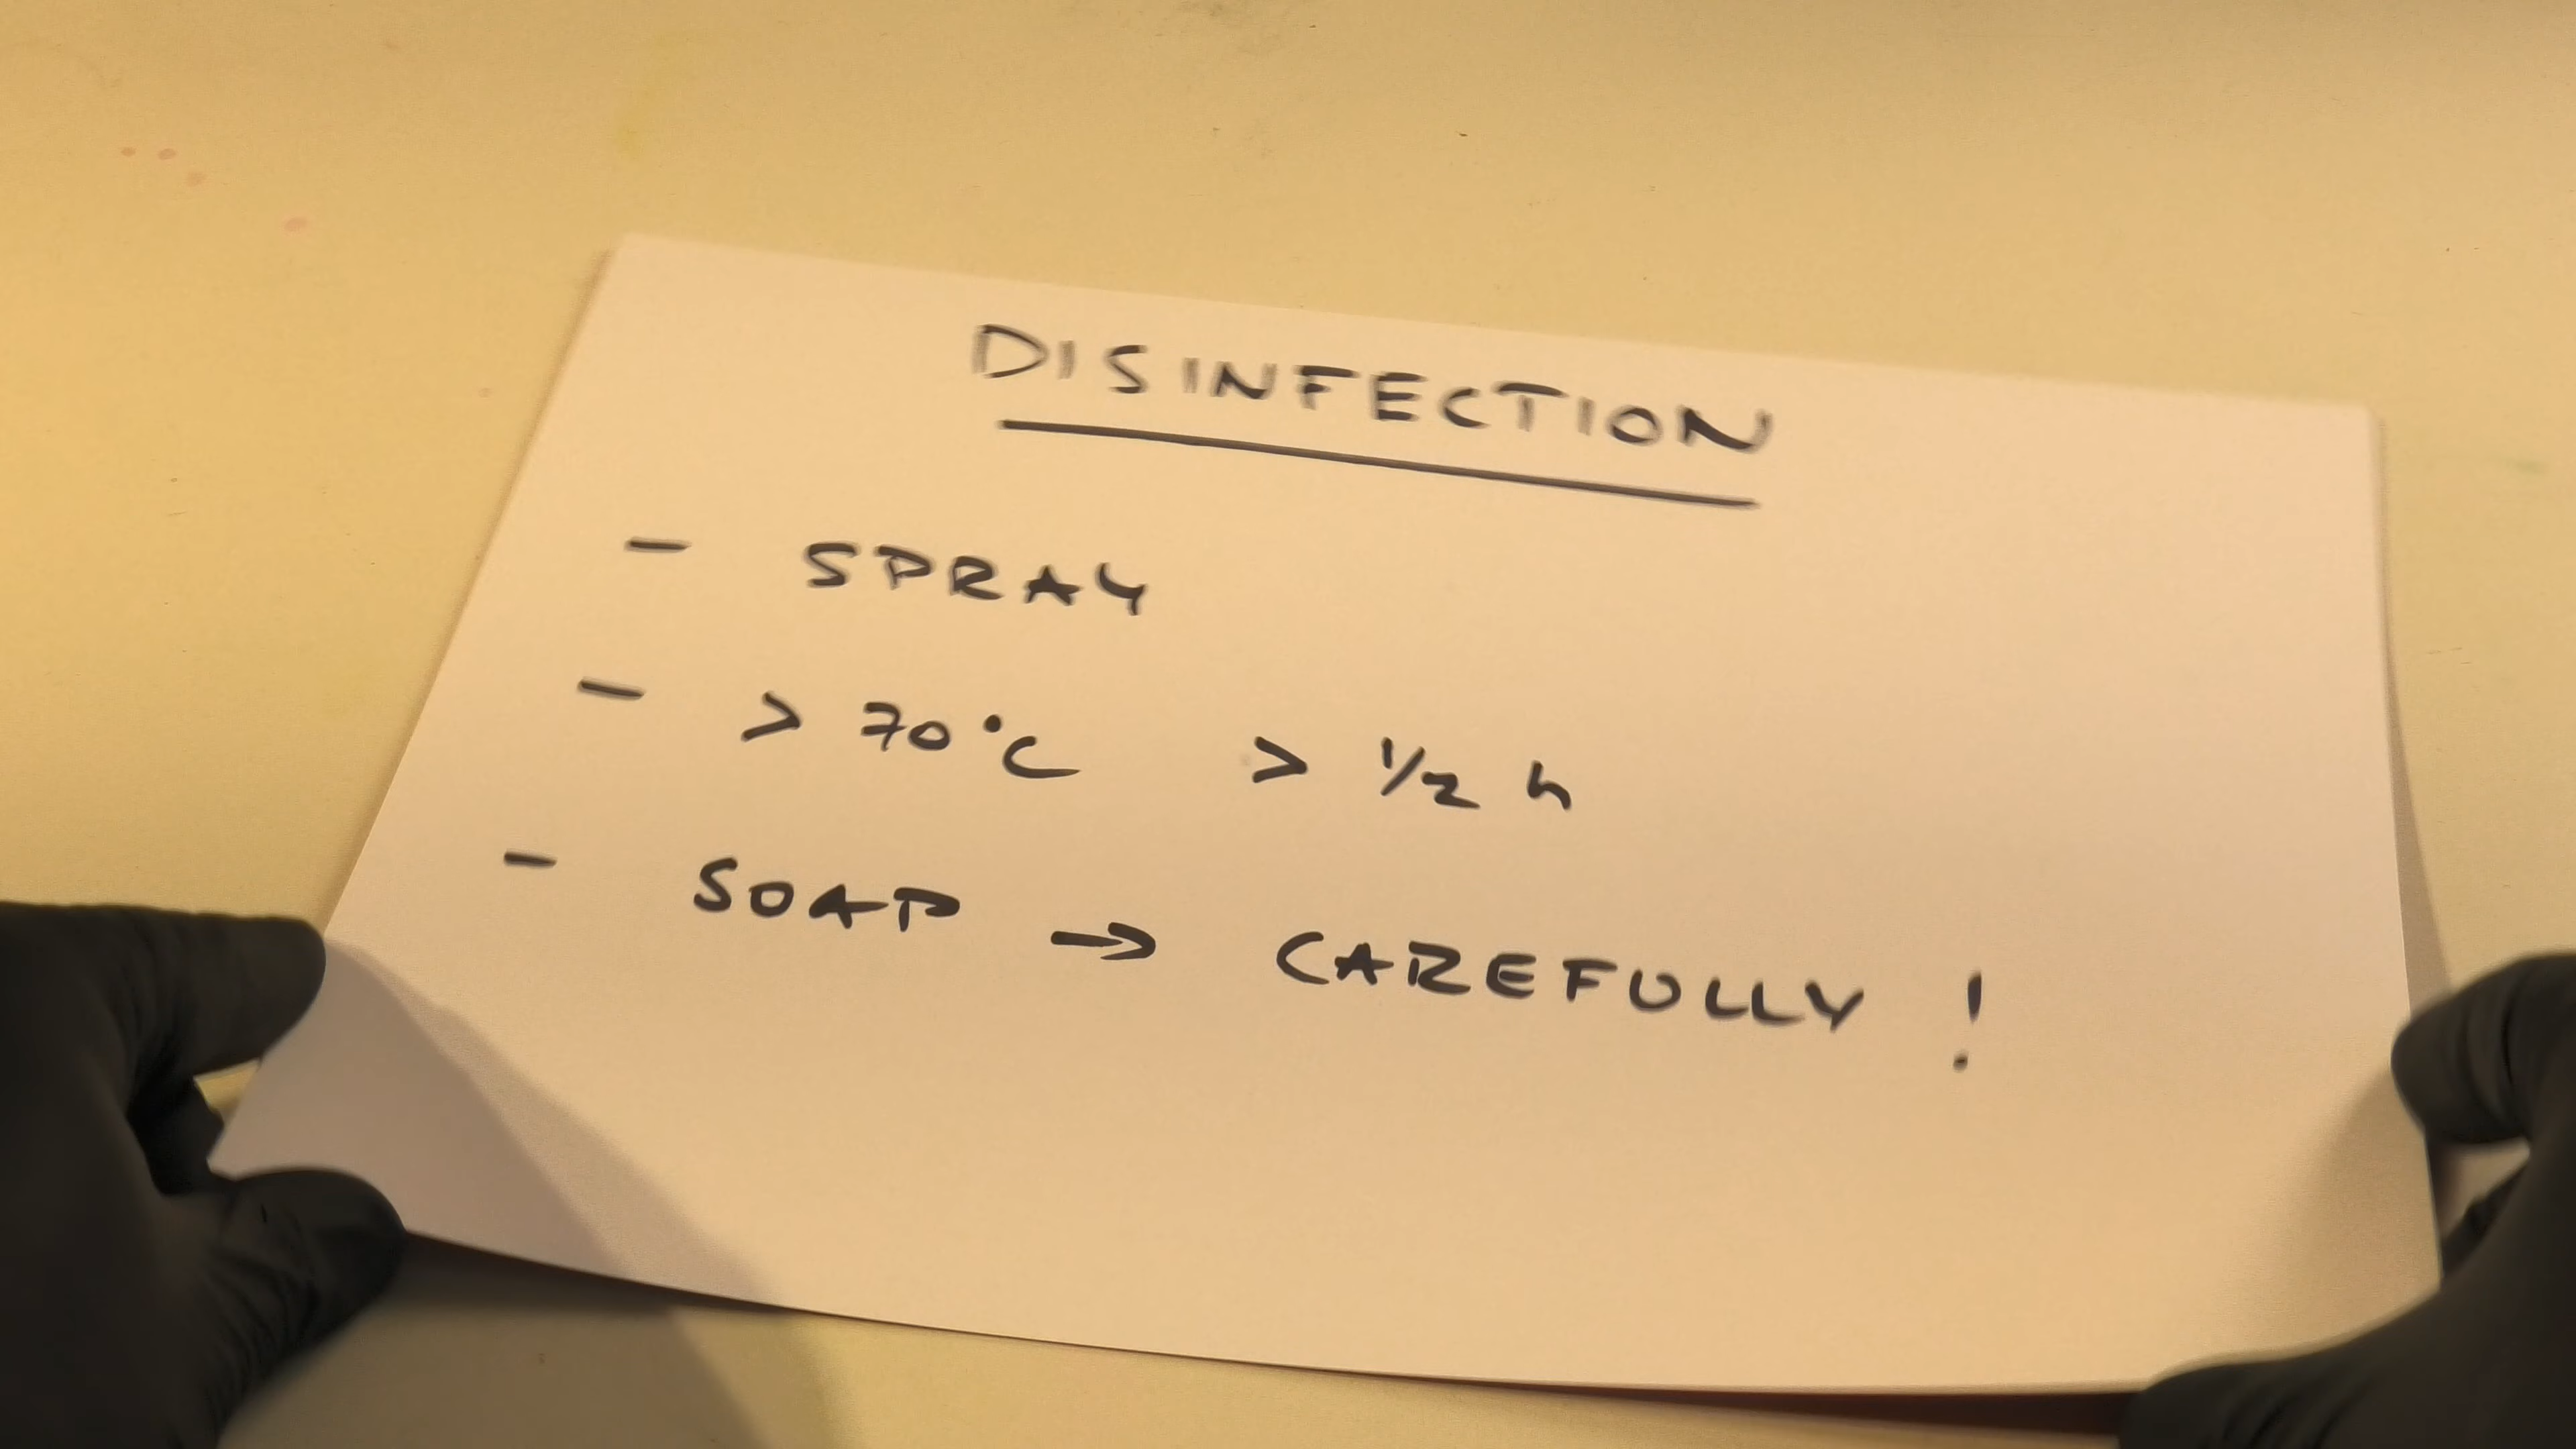 DISINFECTION
- SPRAY
- > 70°C > 1/2 h
- SOAP → CAREFULLY !